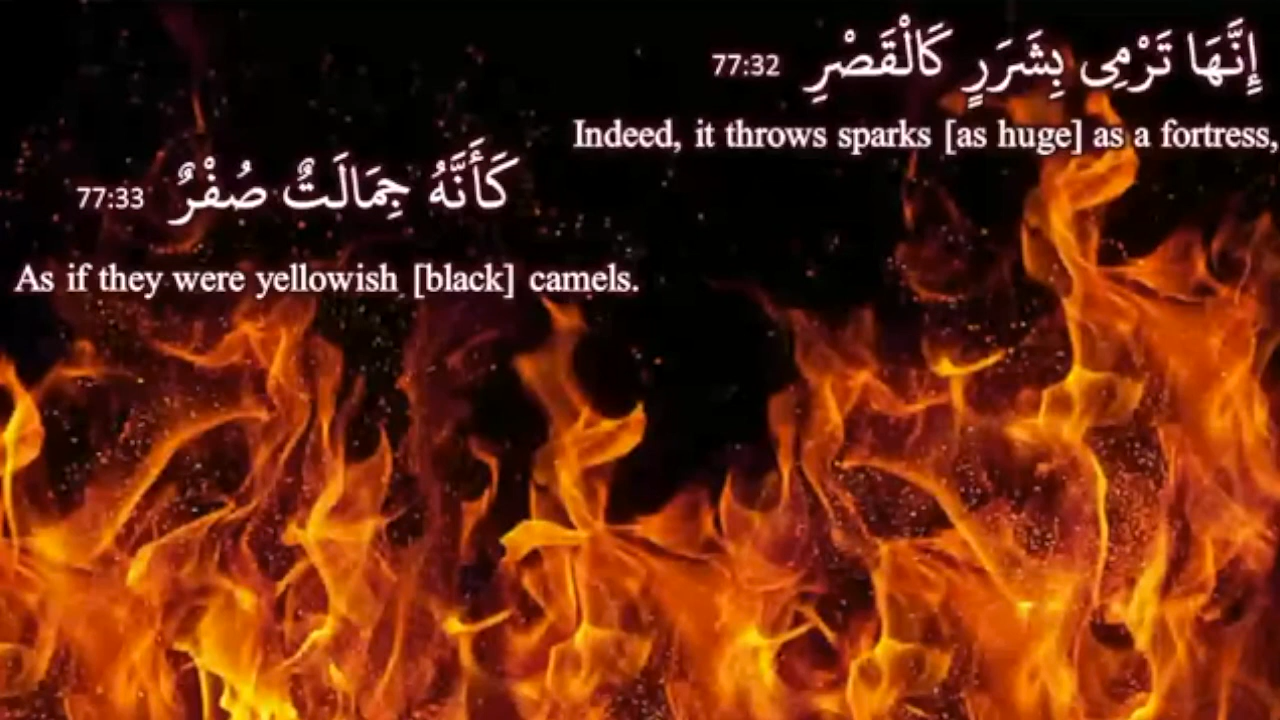 إِنَّهَا تَرْمِى بِشَرَرٍ كَالْقَصْرِ 77:32
Indeed, it throws sparks [as huge] as a fortress,
كَأَنَّهُ جِمَالَتٌ صُفْرٌ 77:33
As if they were yellowish [black] camels.